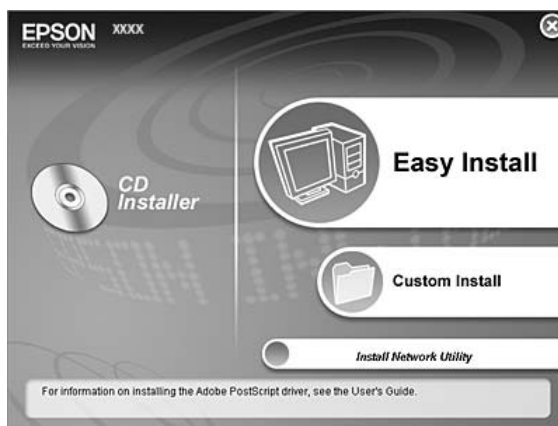 EPSON XXXX
EXCEED YOUR VISION
Easy Install
CD
Installer
Custom Install
Install Network Utility
For information on installing the Adobe PostScript driver, see the User's Guide.